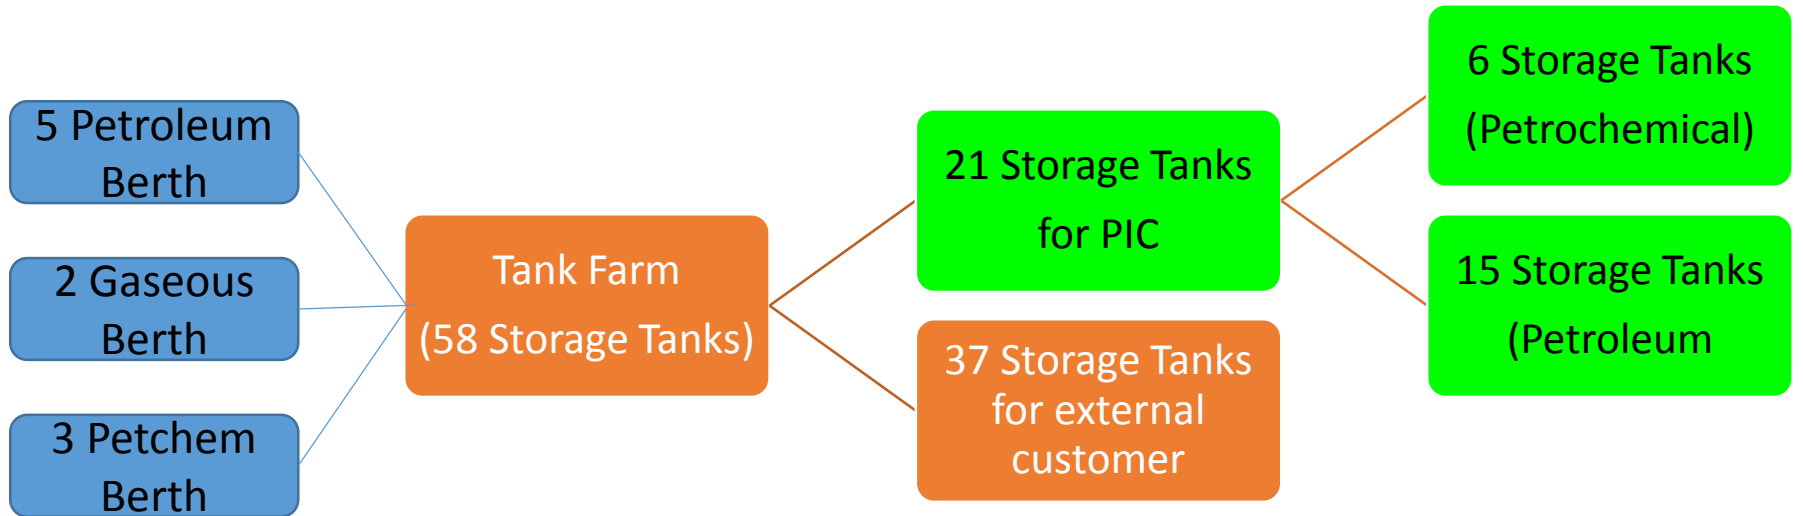 5 Petroleum
Berth
2 Gaseous
Berth
3 Petchem
Berth
Tank Farm
(58 Storage Tanks)
21 Storage Tanks
for PIC
37 Storage Tanks
for external
customer
6 Storage Tanks
(Petrochemical)
15 Storage Tanks
(Petroleum